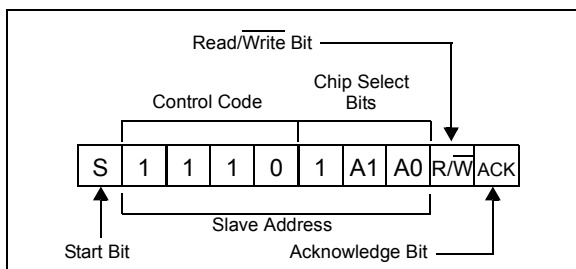 Read/Write Bit
Chip Select
Control Code Bits
S 1 1 1 0 1 A1 A0 R/W ACK
Slave Address
Start Bit Acknowledge Bit